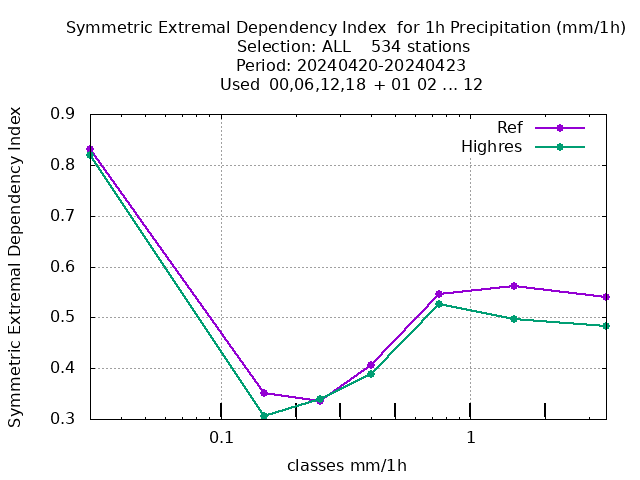 Symmetric Extremal Dependency Index  for 1h Precipitation (mm/1h)
Selection: ALL    534 stations
Period: 20240420-20240423
Used  00,06,12,18  + 01 02 ... 12
Symmetric Extremal Dependency Index
0.9
0.8
0.7
0.6
0.5
0.4
0.3
Ref
Highres
0.1
1
classes mm/1h